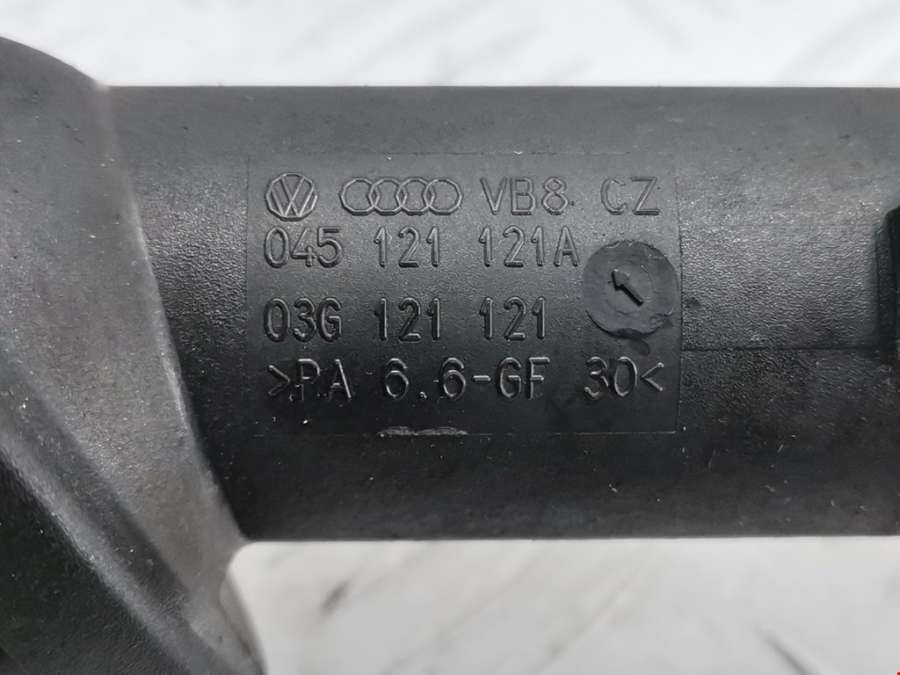 VB8 CZ
045 121 121A
03G 121 121
>PA 6.6-GF 30<